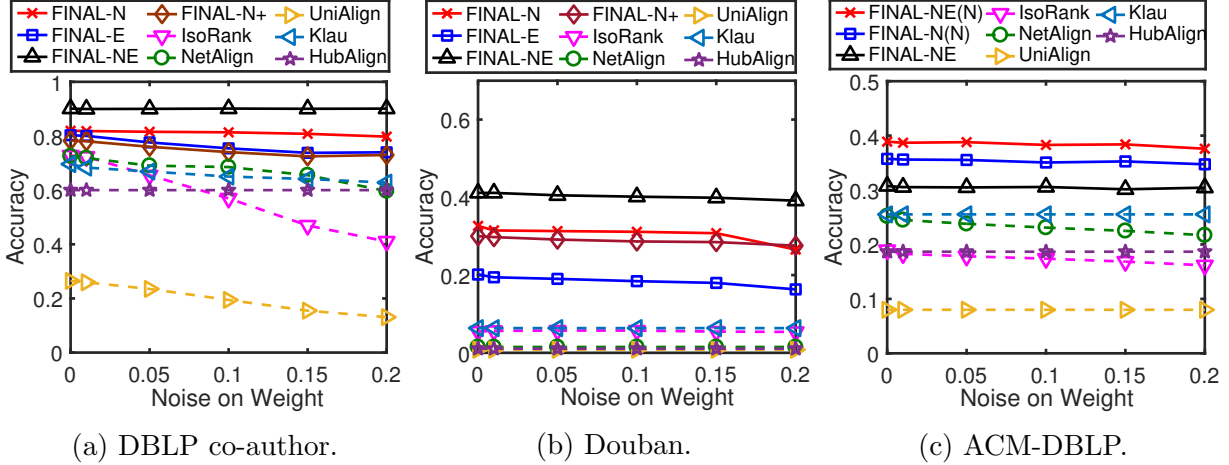 FINAL-N FINAL-N+ UniAlign
FINAL-E IsoRank Klau
FINAL-NE NetAlign HubAlign
1
0.8
0.6
0.4
0.2
0
Accuracy
0 0.05 0.1 0.15 0.2
Noise on Weight
(a) DBLP co-author.
FINAL-N FINAL-N+ UniAlign
FINAL-E IsoRank Klau
FINAL-NE NetAlign HubAlign
0.6
0.4
0.2
0
Accuracy
0 0.05 0.1 0.15 0.2
Noise on Weight
(b) Douban.
FINAL-NE(N) IsoRank Klau
FINAL-N(N) NetAlign HubAlign
FINAL-NE UniAlign
0.5
0.4
0.3
0.2
0.1
0
Accuracy
0 0.05 0.1 0.15 0.2
Noise on Weight
(c) ACM-DBLP.